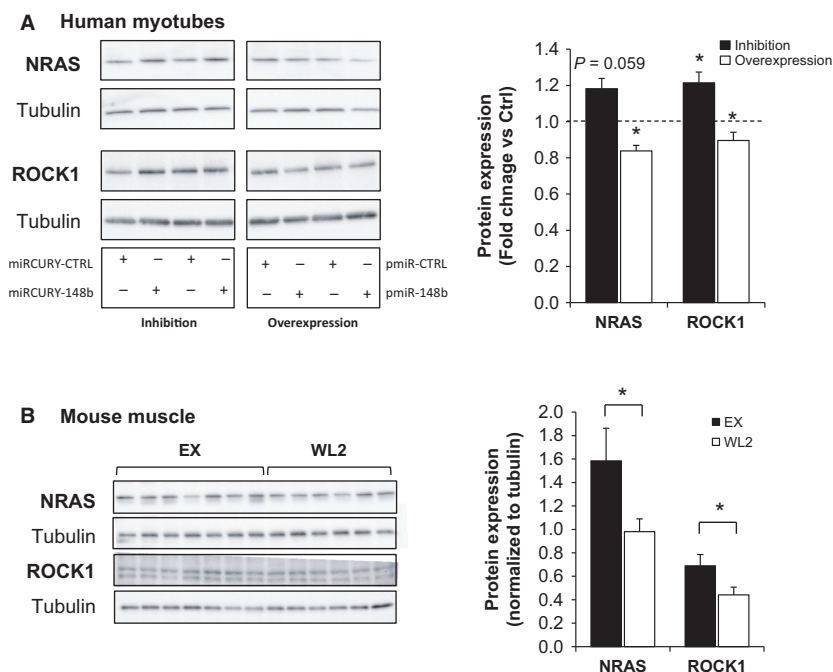 A Human myotubes
NRAS
Tubulin
ROCK1
Tubulin
miRCURY-CTRL + – + – + – + – pmiR-CTRL
miRCURY-148b – + – + – + – + pmiR-148b
Inhibition Overexpression
Protein expression
(Fold chnage vs Ctrl)
1.4
1.2
1.0
0.8
0.6
0.4
0.2
0.0
Inhibition
Overexpression
P = 0.059
*
*
*
NRAS ROCK1
B Mouse muscle
EX WL2
NRAS
Tubulin
ROCK1
Tubulin
Protein expression
(normalized to tubulin)
2.0
1.8
1.6
1.4
1.2
1.0
0.8
0.6
0.4
0.2
0.0
*
*
EX
WL2
NRAS ROCK1